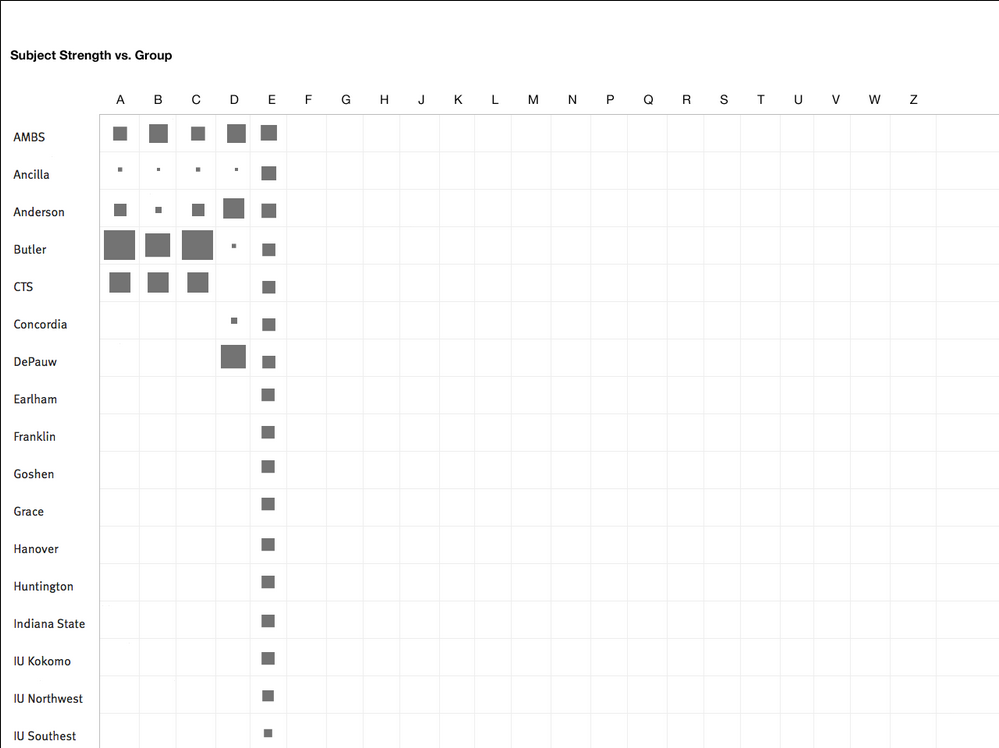 Subject Strength vs. Group
A B C D E F G H J K L M N P Q R S T U V W Z
AMBS
Ancilla
Anderson
Butler
CTS
Concordia
DePauw
Earlham
Franklin
Goshen
Grace
Hanover
Huntington
Indiana State
IU Kokomo
IU Northwest
IU Southest